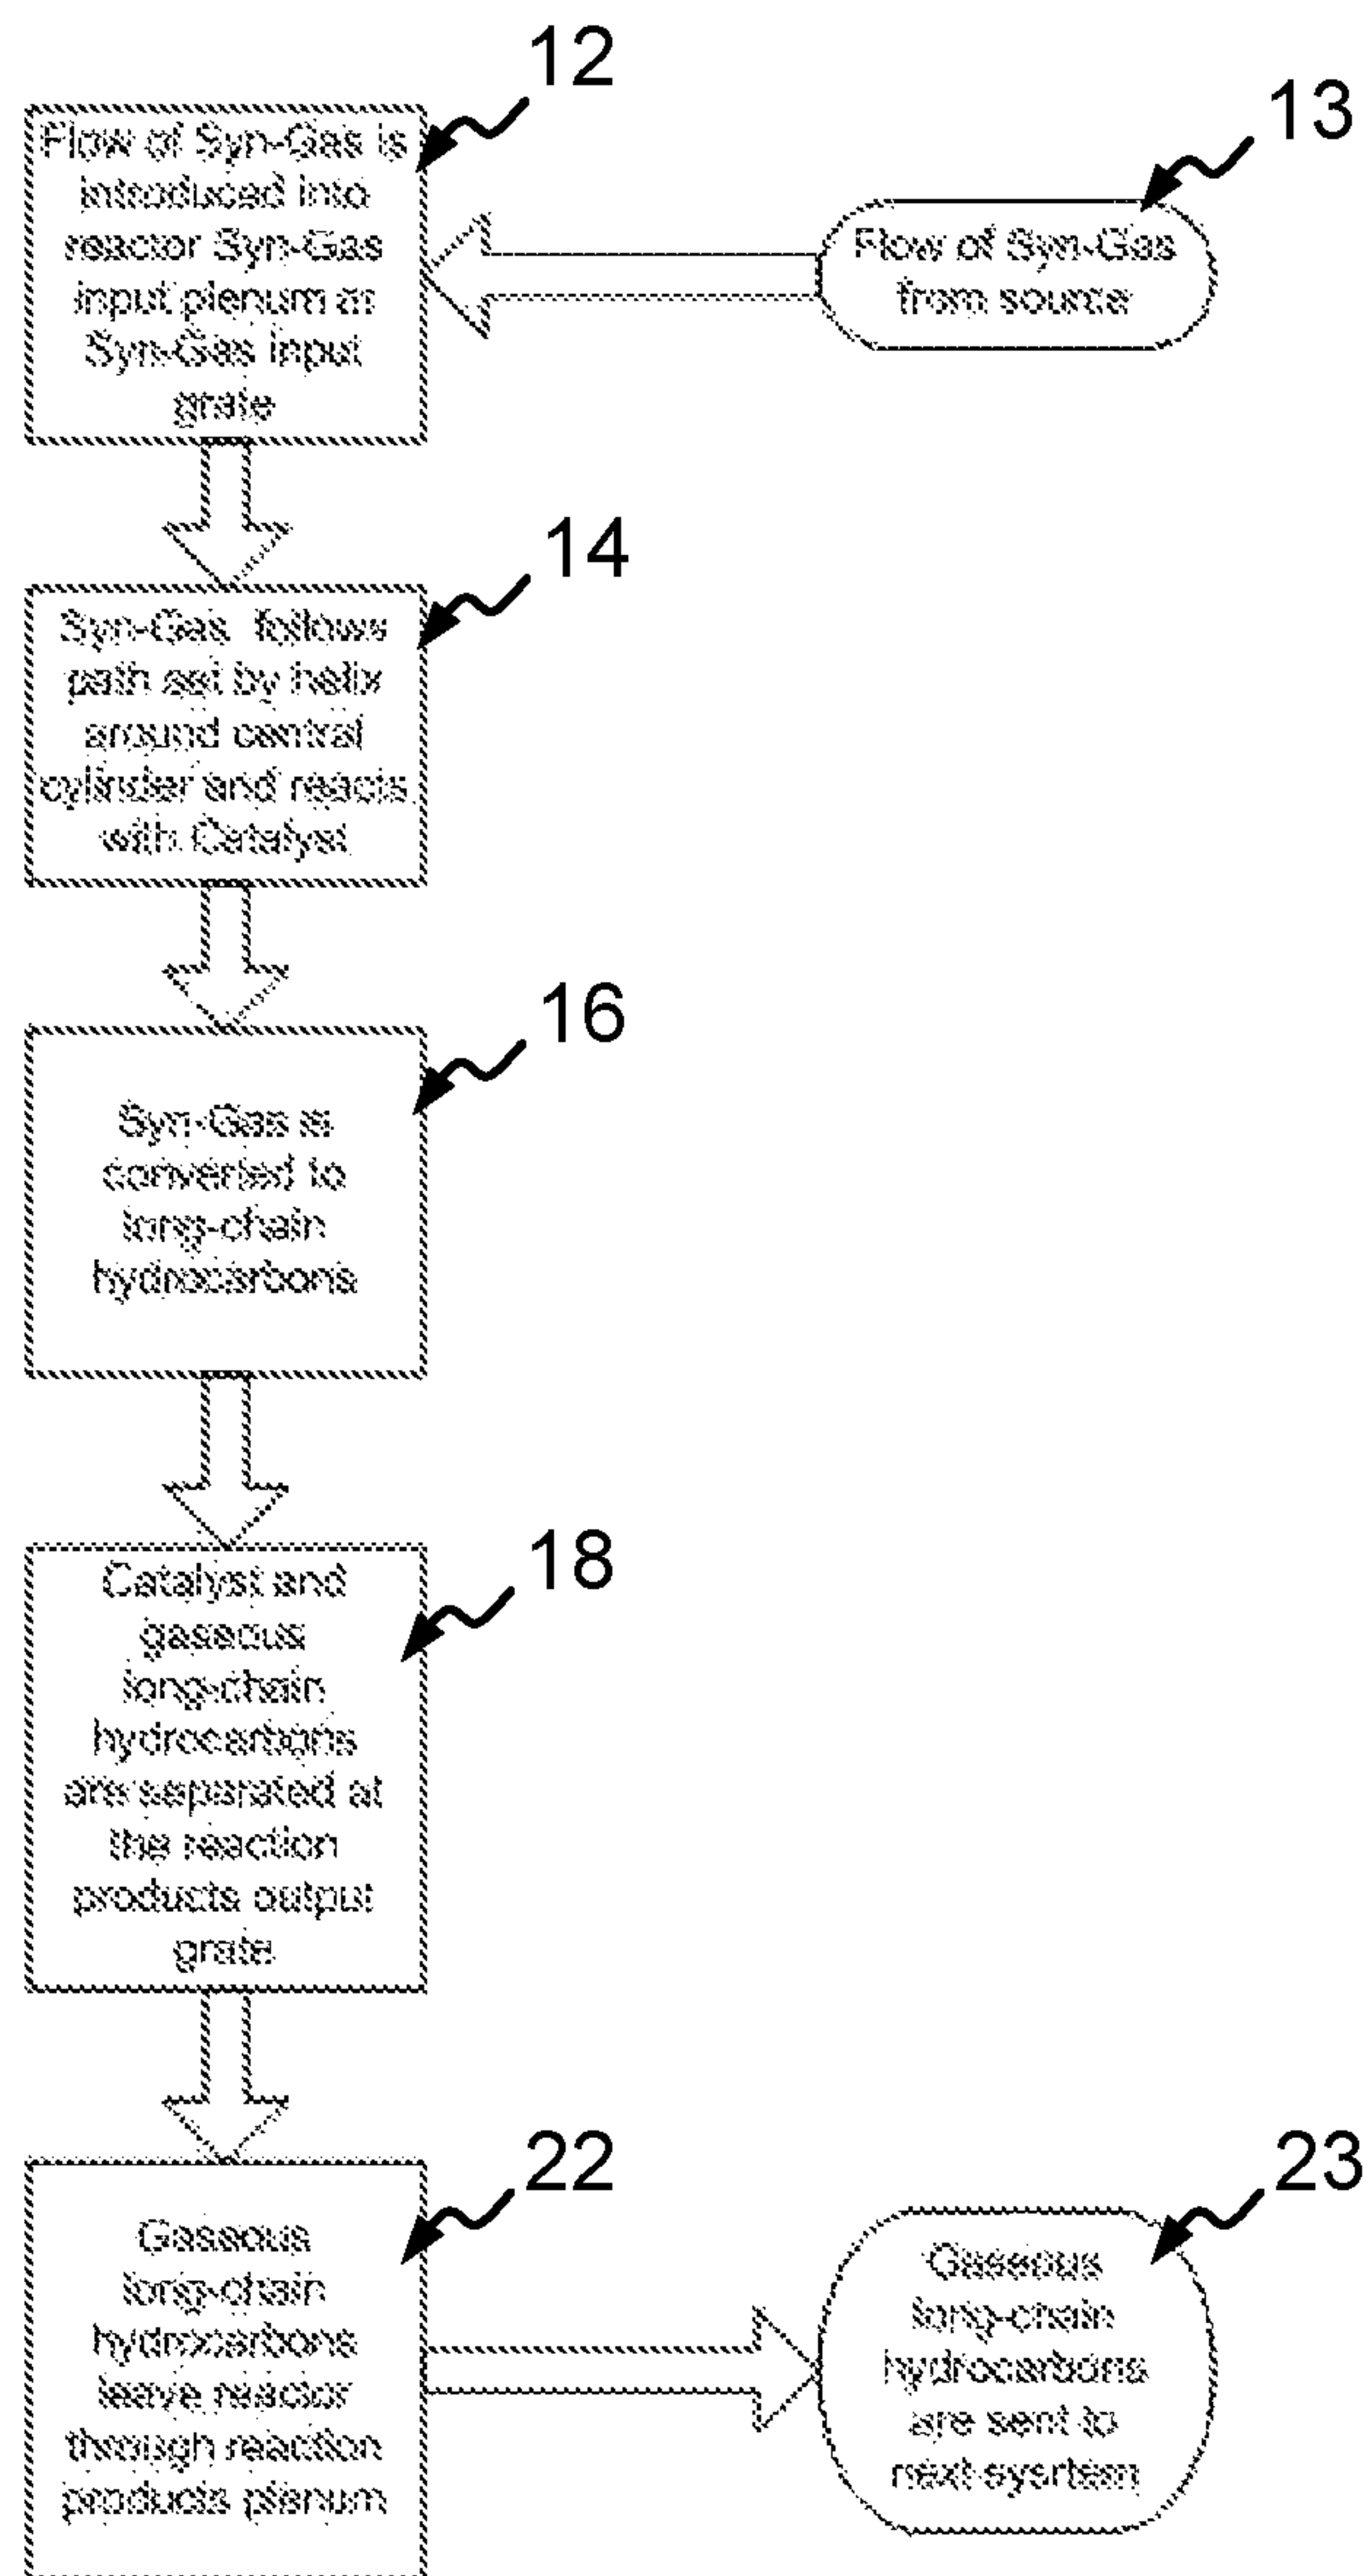 12
Flow of Syn-Gas is
introduced into
reactor Syn-Gas
input plenum at
Syn-Gas input
grate
13
Flow of Syn-Gas
from source
14
Syn-Gas follows
path set by helix
around central
cylinder and reacts
with Catalyst
16
Syn-Gas is
converted to
long-chain
hydrocarbons
18
Catalyst and
gaseous
long-chain
hydrocarbons
are separated at
the reaction
products output
grate
22
Gaseous
long-chain
hydrocarbons
leave reactor
through reaction
products plenum
23
Gaseous
long-chain
hydrocarbons
are sent to
next sysrtem